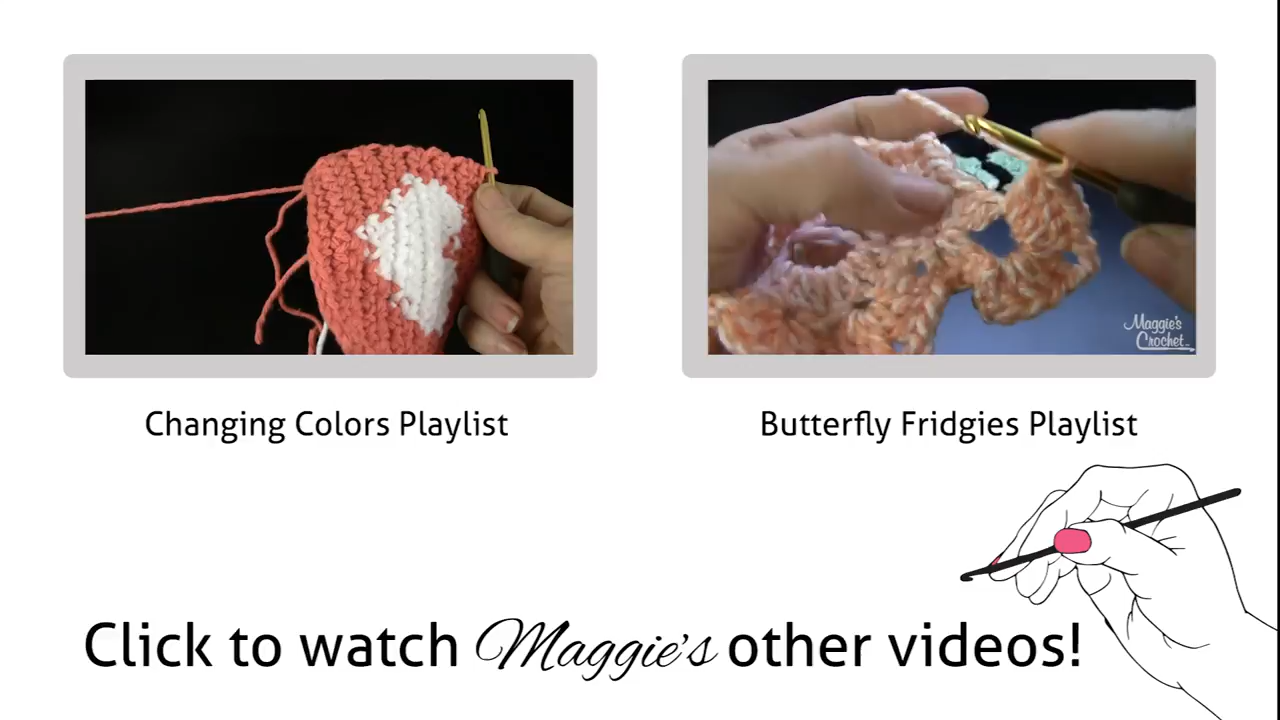 Maggie's
Crochet
Changing Colors Playlist
Butterfly Fridgies Playlist
Click to watch Maggie's other videos!